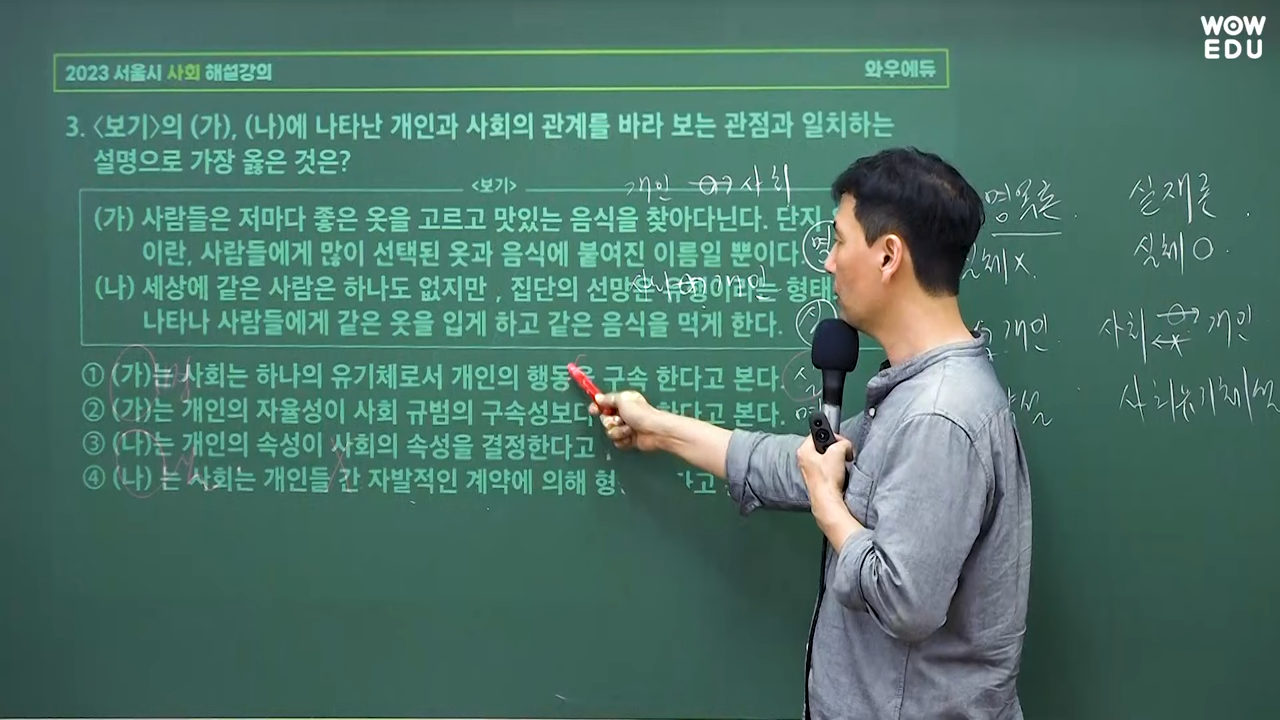 WOW
EDU
2023 서울시 사회 해설강의
와우에듀
3. 〈보기〉의 (가), (나)에 나타난 개인과 사회의 관계를 바라 보는 관점과 일치하는
설명으로 가장 옳은 것은?
<보기>
개인 사회
(가) 사람들은 저마다 좋은 옷을 고르고 맛있는 음식을 찾아다닌다. 단지
이란, 사람들에게 많이 선택된 옷과 음식에 붙여진 이름일 뿐이다. 명
(나) 세상에 같은 사람은 하나도 없지만, 집단의 선망은 형태
개인
나타나 사람들에게 같은 옷을 입게 하고 같은 음식을 먹게 한다.
① (가)는 사회는 하나의 유기체로서 개인의 행동을 구속 한다고 본다.
② (가)는 개인의 자율성이 사회 규범의 구속성보다 한다고 본다.
③ (나)는 개인의 속성이 사회의 속성을 결정한다고
④ (나)는 사회는 개인들 간 자발적인 계약에 의해
명목론 실재론
실체 O
개인 사회 개인
사회유기체설